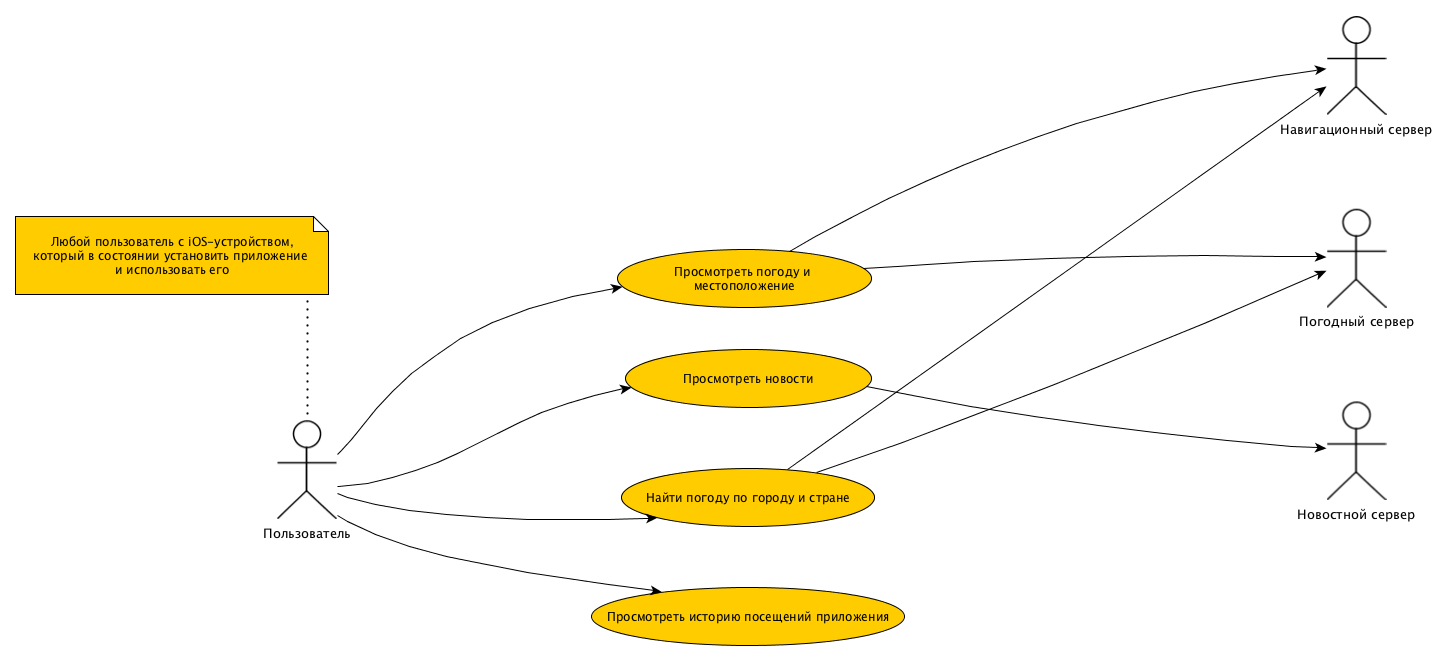 Навигационный сервер
Любой пользователь с iOS-устройством,
который в состоянии установить приложение
и использовать его
Просмотреть погоду и
местоположение
Погодный сервер
Просмотреть новости
Найти погоду по городу и стране
Новостной сервер
Пользователь
Просмотреть историю посещений приложения